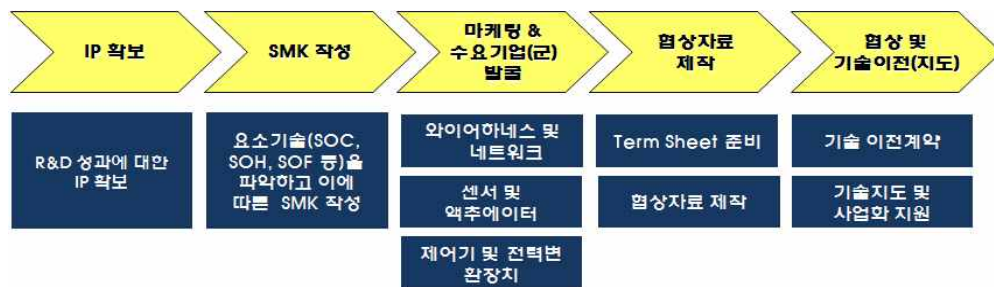 IP 확보
SMK 작성
마케팅 &
수요기업(군)
발굴
협상자료
제작
협상 및
기술이전(지도)
R&D 성과에 대한
IP 확보
요소기술(SOC,
SOH, SOF 등)을
파악하고 이에
따른 SMK 작성
와이어하네스 및
네트워크
센서 및
액추에이터
제어기 및 전력변
환장치
Term Sheet 준비
협상자료 제작
기술 이전계약
기술지도 및
사업화 지원